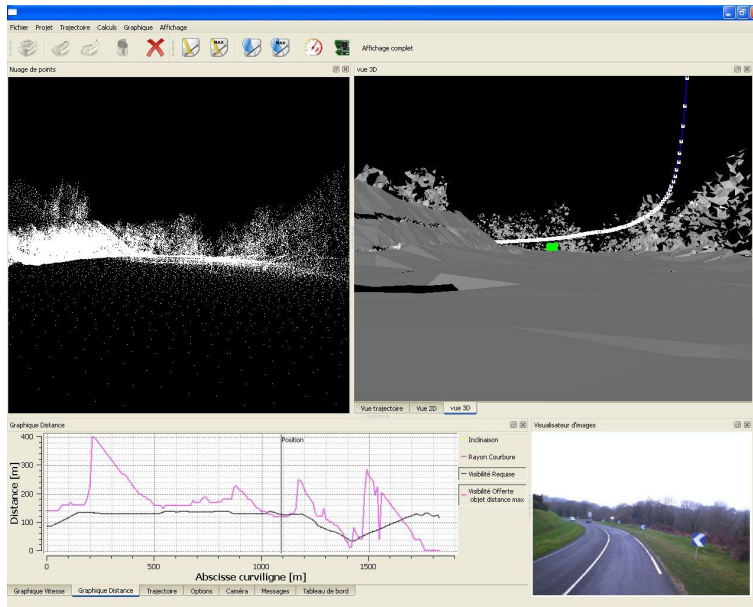 Fichier Projet Trajectoire Calculs Graphique Affichage
MAX MAX Affichage complet
Nuage de points
vue 3D
Vue trajectoire Vue 2D vue 3D
Graphique Distance
Visualisateur d'images
400
300
200
100
0
Distance [m]
Position
Inclinaison
Rayon Courbure
Visibilité Requise
Visibilité Offerte
objet distance max
0 500 1000 1500
Abscisse curviligne [m]
Graphique Vitesse Graphique Distance Trajectoire Options Caméra Messages Tableau de bord